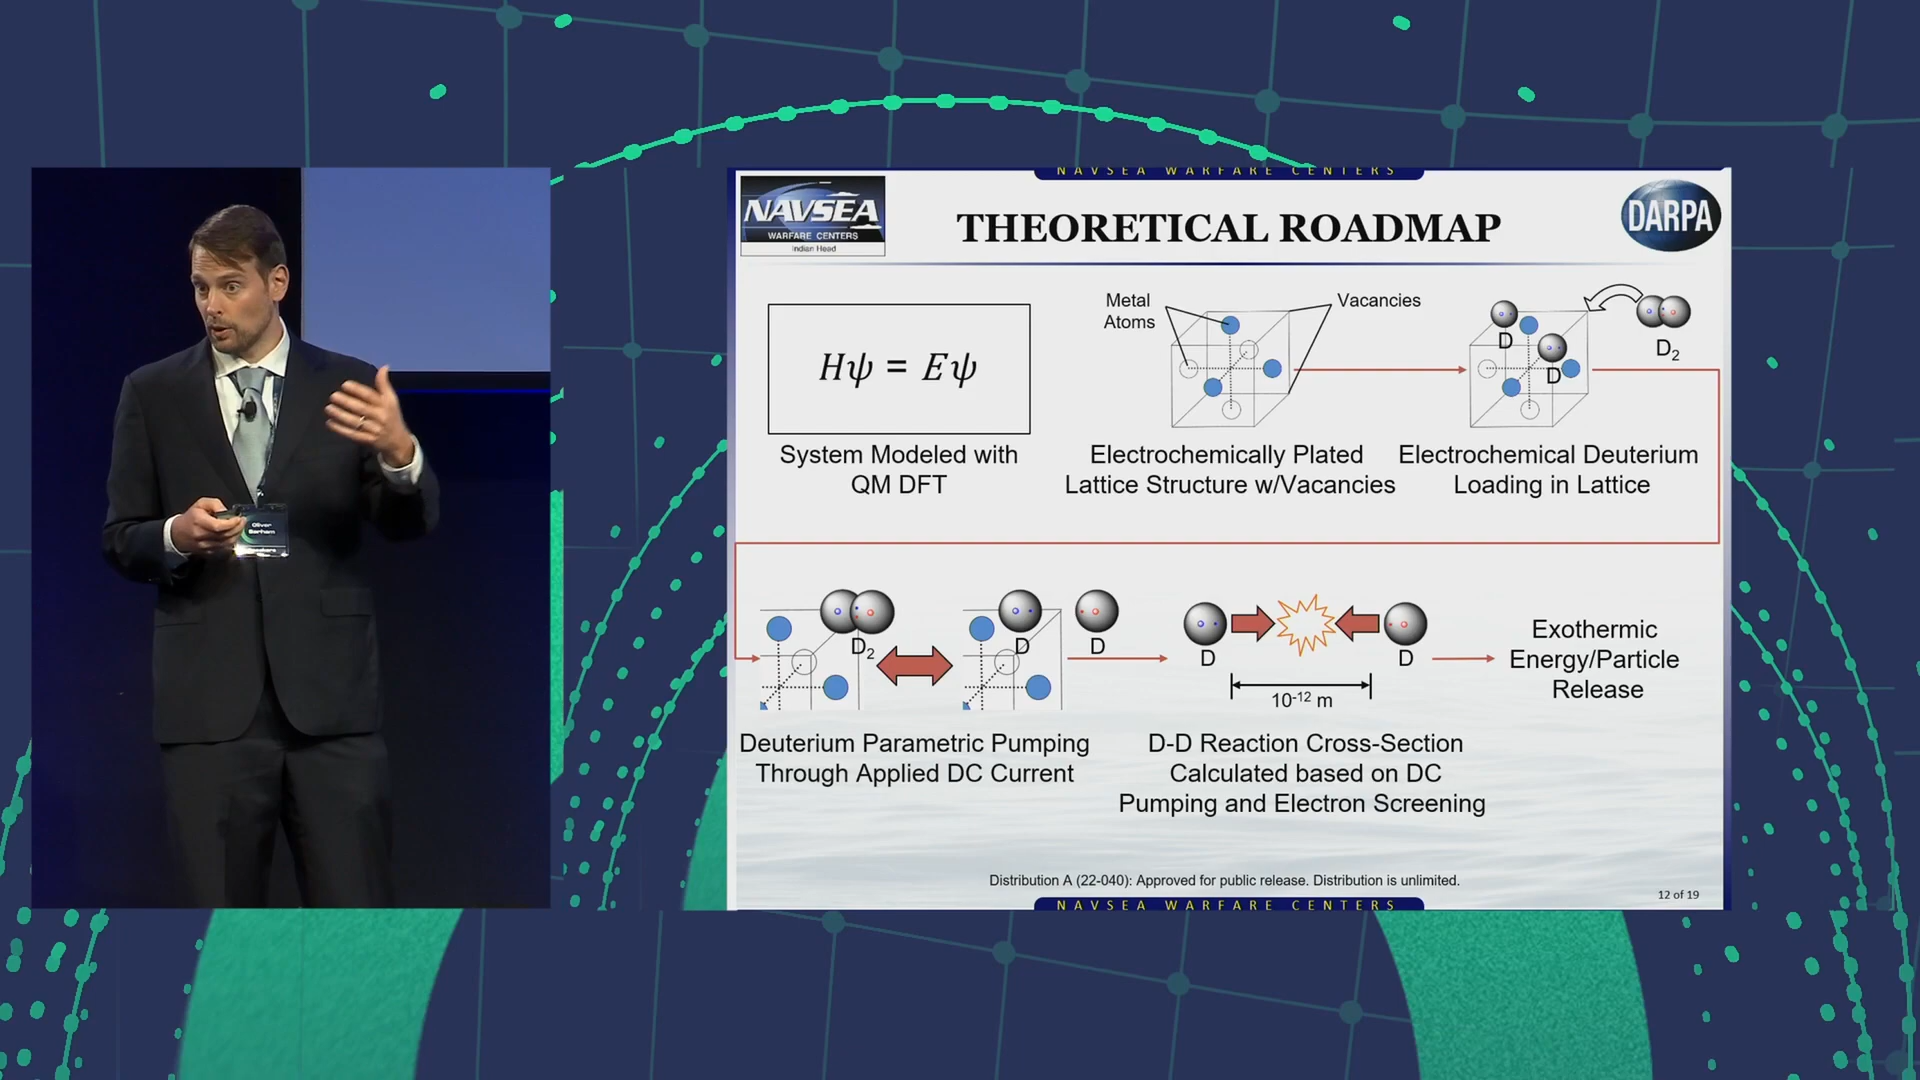 NAVSEA WARFARE CENTERS
NAVSEA
WARFARE CENTERS
Indian Head
THEORETICAL ROADMAP
DARPA
Hψ = Eψ
System Modeled with
QM DFT
Metal
Atoms
Vacancies
Electrochemically Plated
Lattice Structure w/Vacancies
D
D
D2
Electrochemical Deuterium
Loading in Lattice
D2
D
D
Deuterium Parametric Pumping
Through Applied DC Current
D
D
10-12 m
D-D Reaction Cross-Section
Calculated based on DC
Pumping and Electron Screening
Exothermic
Energy/Particle
Release
Distribution A (22-040): Approved for public release. Distribution is unlimited.
12 of 19
NAVSEA WARFARE CENTERS
Oliver
Barham